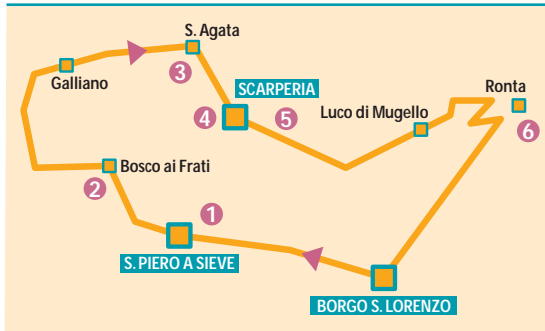 S. Agata
3
Galliano
SCARPERIA
Ronta
4
5
Luco di Mugello
6
Bosco ai Frati
2
1
S. PIERO A SIEVE
BORGO S. LORENZO